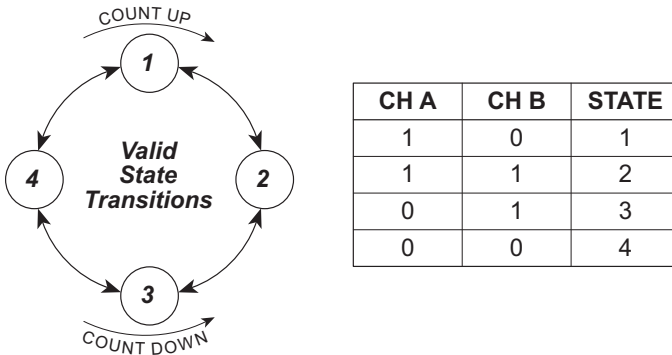 COUNT UP
1
4
Valid
State
Transitions
2
3
COUNT DOWN
CH A CH B STATE
1 0 1
1 1 2
0 1 3
0 0 4